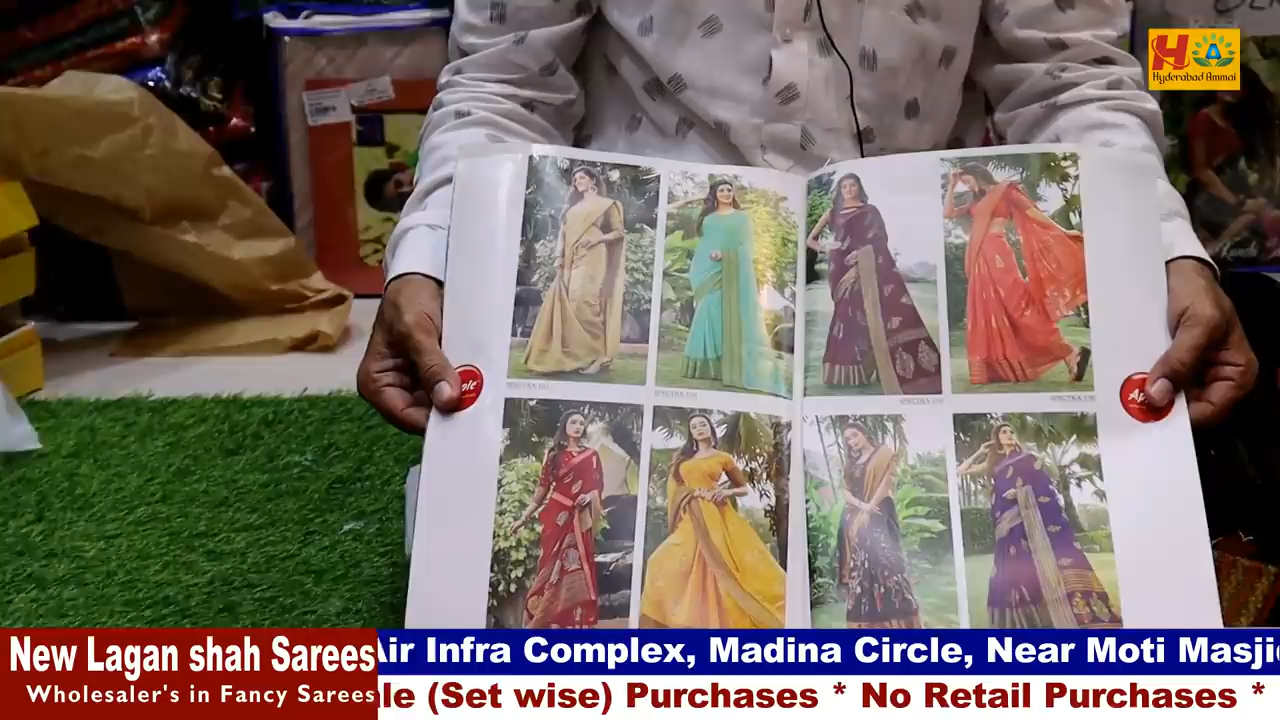 HA
Hyderabad Ammai
New Lagan shah Sarees
Wholesaler's in Fancy Sarees
Air Infra Complex, Madina Circle, Near Moti Masji
le (Set wise) Purchases * No Retail Purchases *